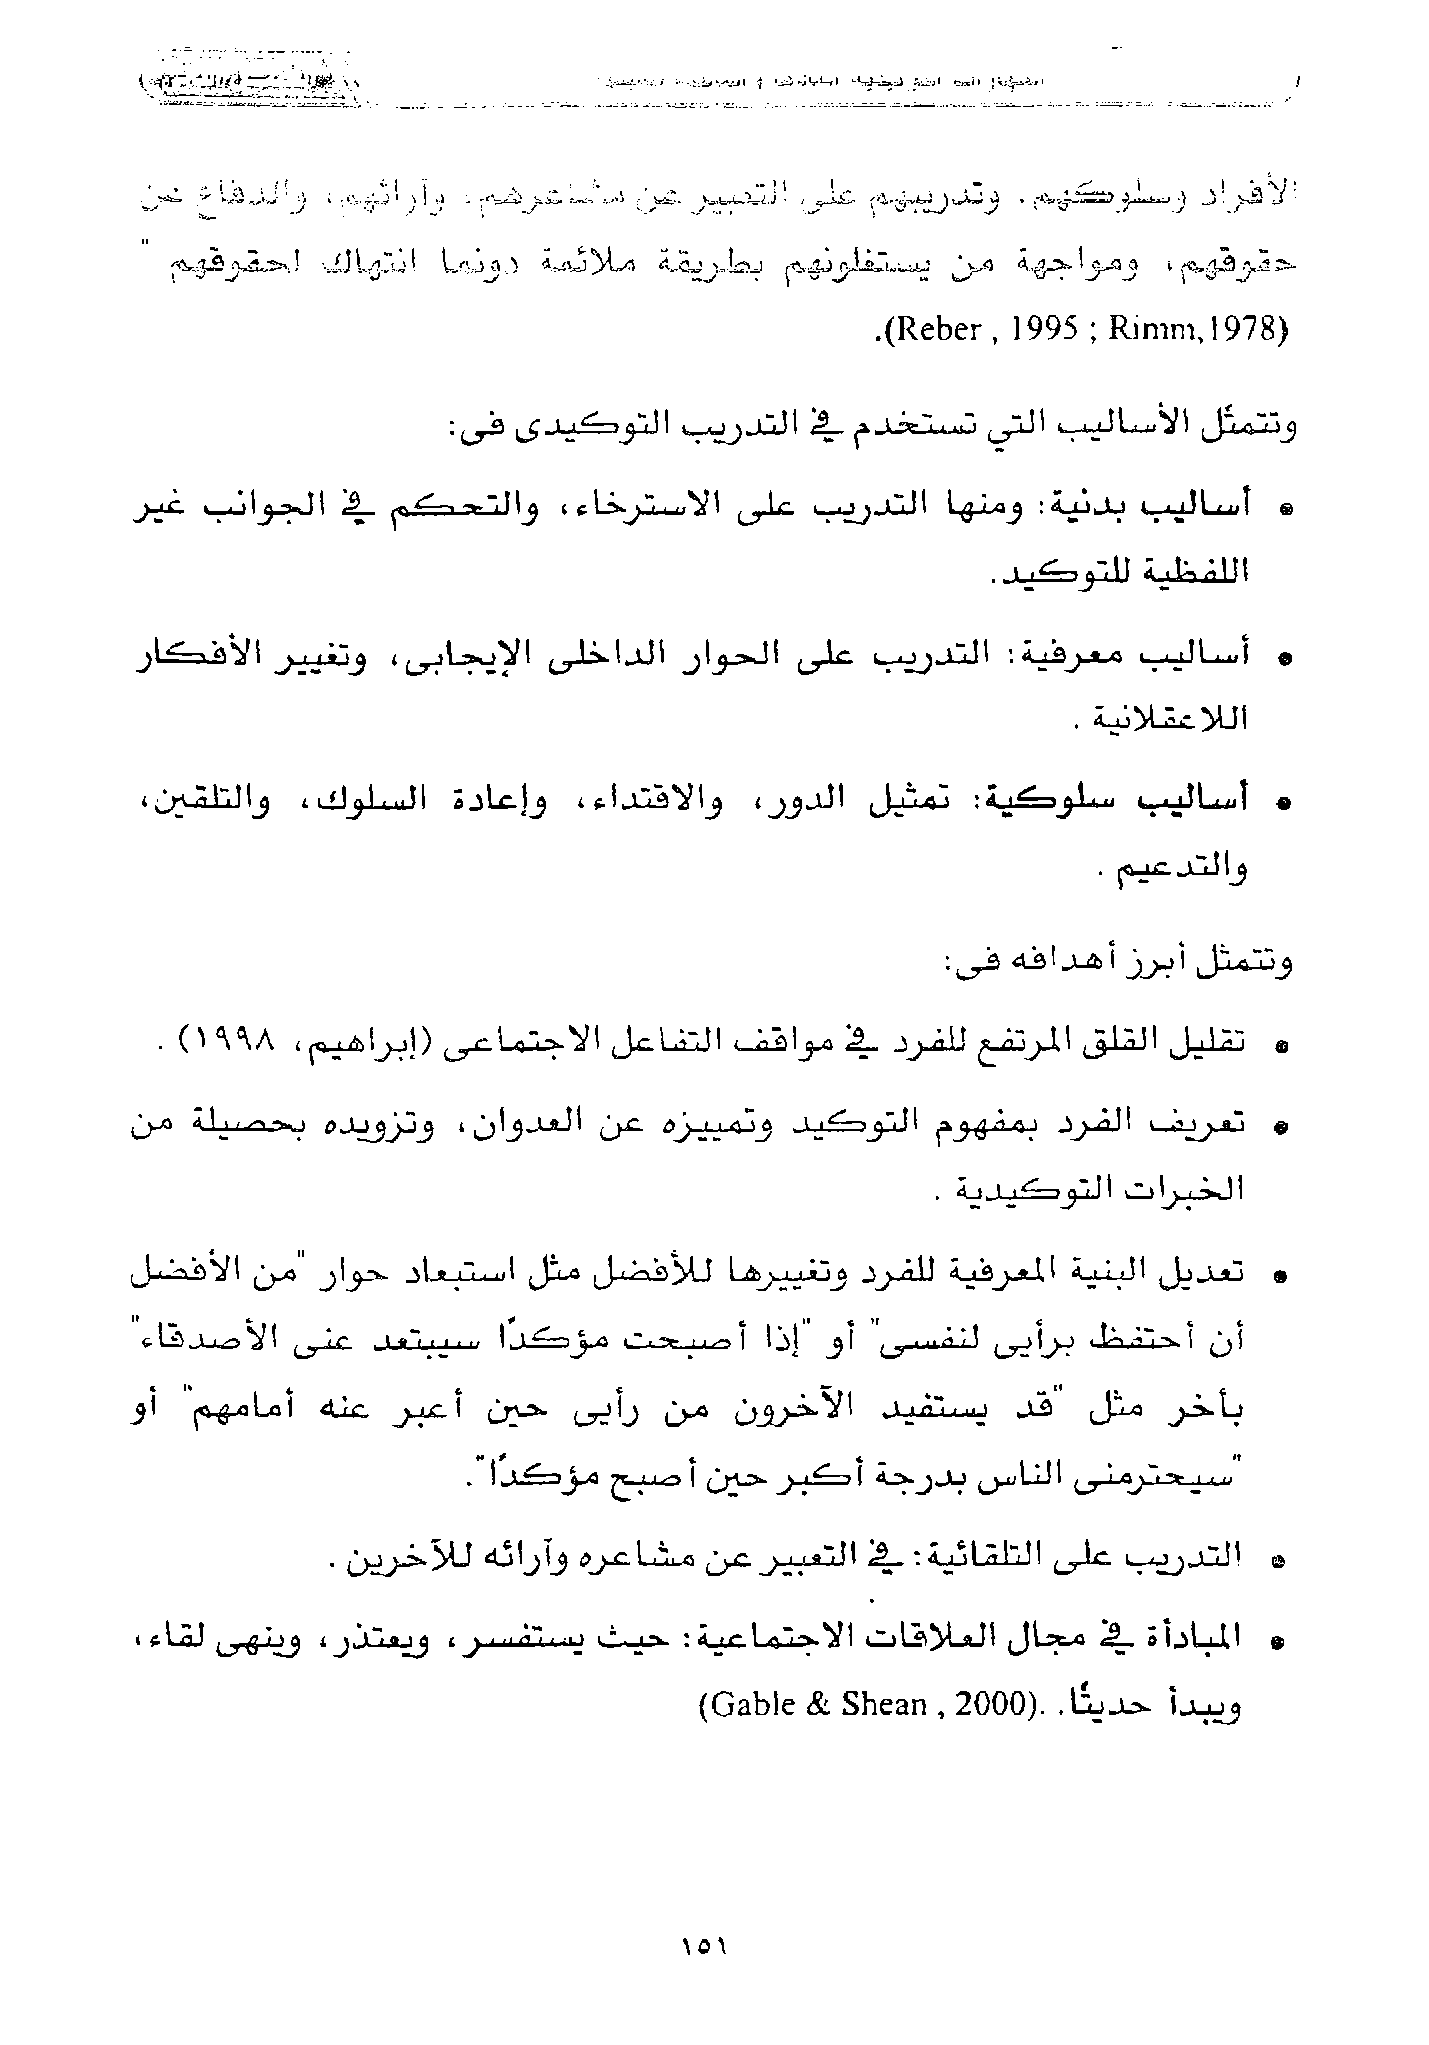 الأفراد وسلوكهم. وتدريبهم على التعبير عن مشاعرهم، وآرائهم، والدفاع عن
حقوقهم، ومواجهة من يستغلونهم بطريقة ملائمة دونما انتهاك لحقوقهم "
(Reber , 1995 ; Rimm,1978).
وتتمثل الأساليب التي تستخدم في التدريب التوكيدى فى:
• أساليب بدنية: ومنها التدريب على الاسترخاء، والتحكم في الجوانب غير
اللفظية للتوكيد.
• أساليب معرفية: التدريب على الحوار الداخلى الإيجابى، وتغيير الأفكار
اللاعقلانية .
• أساليب سلوكية: تمثيل الدور، والاقتداء، وإعادة السلوك، والتلقين،
والتدعيم .
وتتمثل أبرز أهدافه فى:
• تقليل القلق المرتفع للفرد في مواقف التفاعل الاجتماعى (إبراهيم، ١٩٩٨) .
• تعريف الفرد بمفهوم التوكيد وتمييزه عن العدوان، وتزويده بحصيلة من
الخبرات التوكيدية .
• تعديل البنية المعرفية للفرد وتغييرها للأفضل مثل استبعاد حوار "من الأفضل
أن أحتفظ برأيى لنفسى" أو "إذا أصبحت مؤكدًا سيبتعد عنى الأصدقاء"
بأخر مثل "قد يستفيد الآخرون من رأيى حين أعبر عنه أمامهم" أو
"سيحترمنى الناس بدرجة أكبر حين أصبح مؤكدًا".
• التدريب على التلقائية: في التعبير عن مشاعره وآرائه للآخرين .
• المبادأة في مجال العلاقات الاجتماعية: حيث يستفسر، ويعتذر، وينهى لقاء،
ويبدأ حديثًا. .(Gable & Shean , 2000)
١٥١